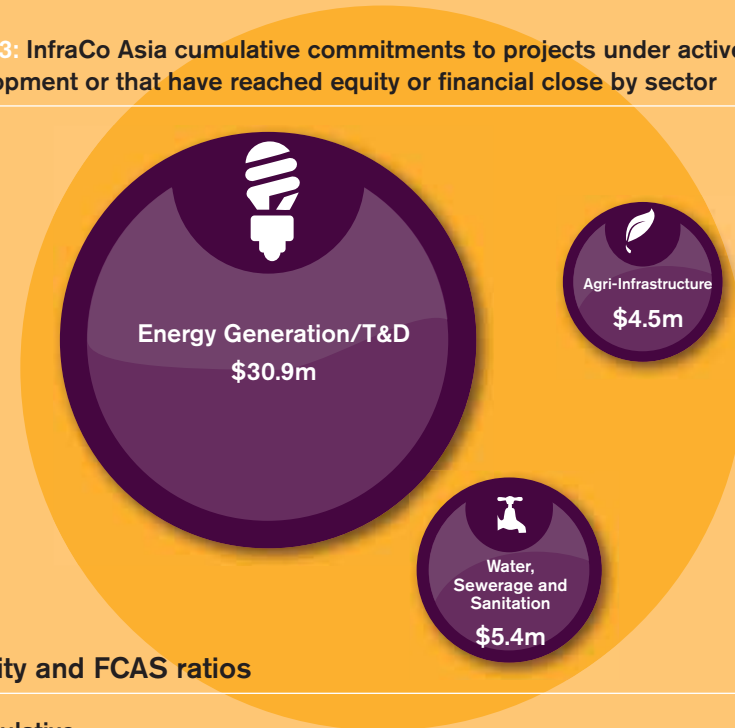 3: InfraCo Asia cumulative commitments to projects under active
opment or that have reached equity or financial close by sector
Energy Generation/T&D
$30.9m
Agri-Infrastructure
$4.5m
Water,
Sewerage and
Sanitation
$5.4m
ity and FCAS ratios